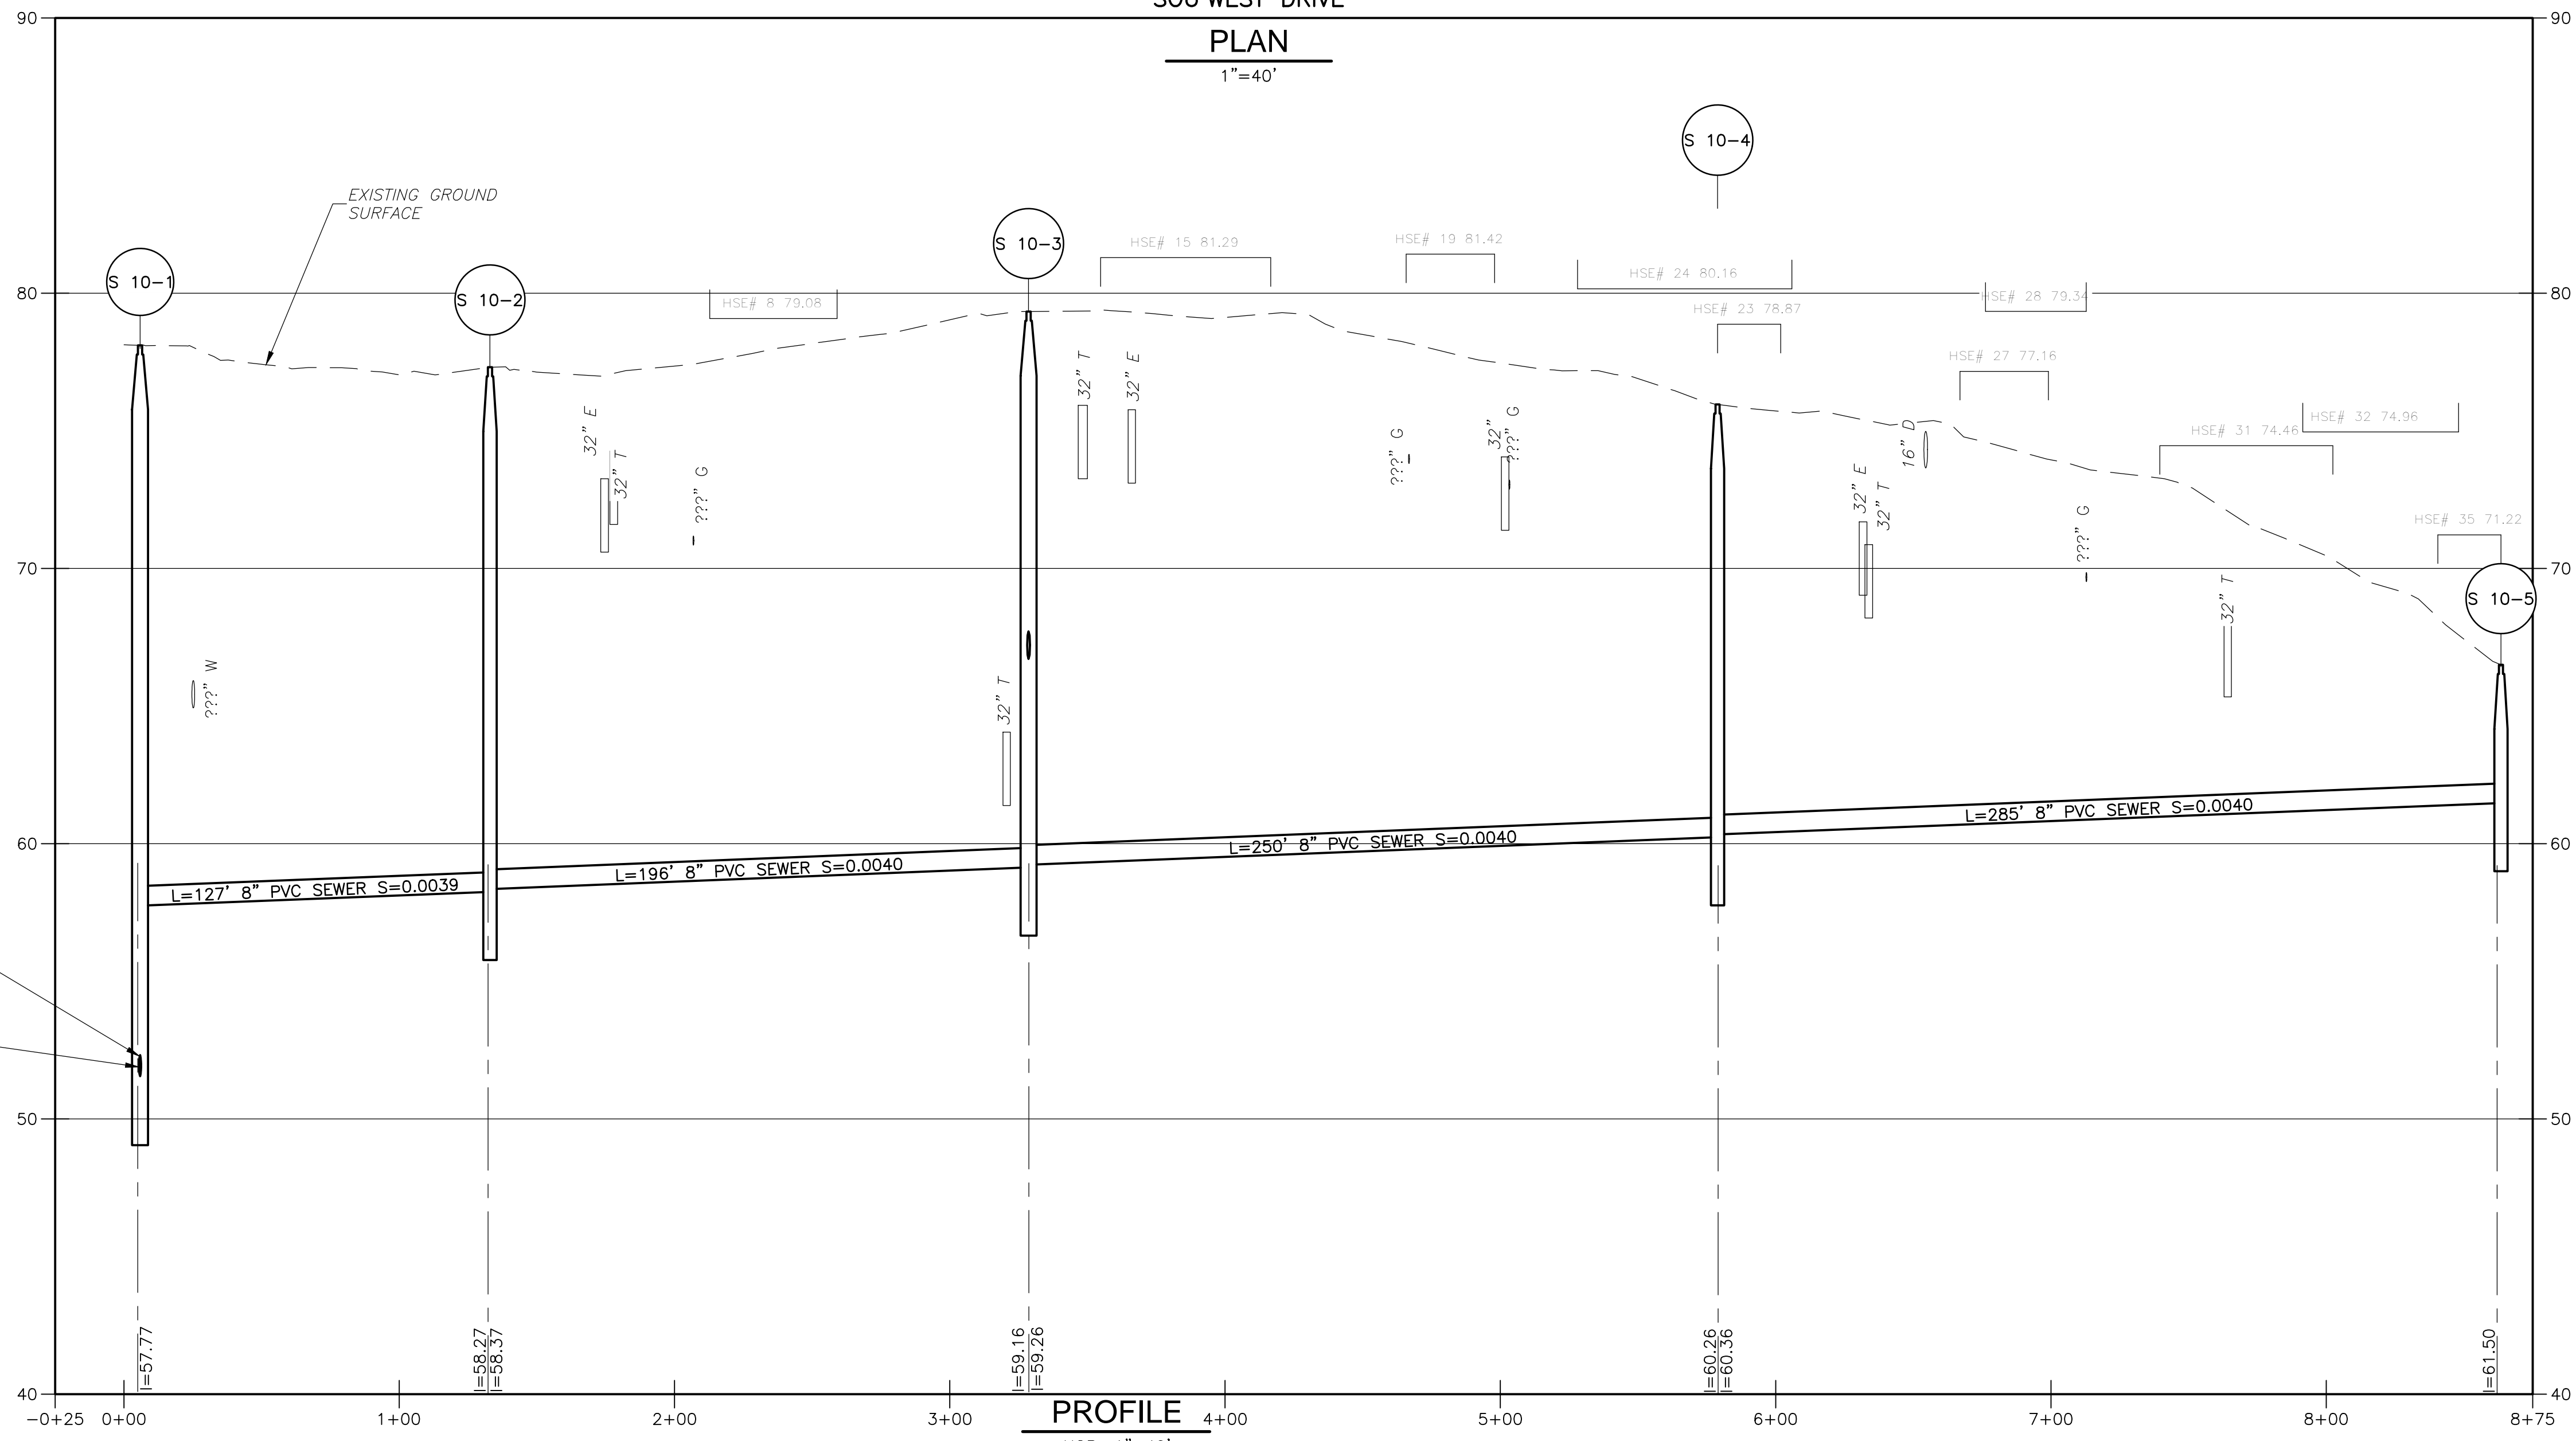 SOU'WEST DRIVE
90
90
PLAN
1"=40'
S 10-4
EXISTING GROUND
SURFACE
S 10-3
HSE# 15 81.29
HSE# 19 81.42
S 10-1
S 10-2
HSE# 24 80.16
80
80
HSE# 8 79.08
HSE# 28 79.34
HSE# 23 78.87
HSE# 27 77.16
32" T
32" E
32" E
32" T
???" G
???" G
32"
???" G
16" D
HSE# 32 74.96
HSE# 31 74.46
32" E
32" T
???" G
HSE# 35 71.22
70
70
S 10-5
32" T
???" W
32" T
L=285' 8" PVC SEWER S=0.0040
L=250' 8" PVC SEWER S=0.0040
60
60
L=196' 8" PVC SEWER S=0.0040
L=127' 8" PVC SEWER S=0.0039
50
50
I=57.77
I=58.27
I=58.37
I=59.16
I=59.26
I=60.26
I=60.36
I=61.50
40
40
-0+25 0+00 1+00 2+00 3+00 4+00 5+00 6+00 7+00 8+00 8+75
PROFILE